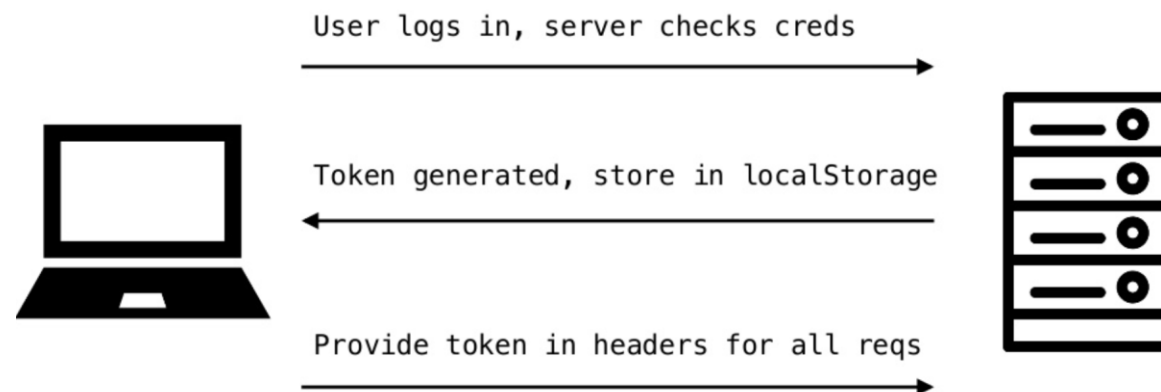 User logs in, server checks creds
Token generated, store in localStorage
Provide token in headers for all reqs